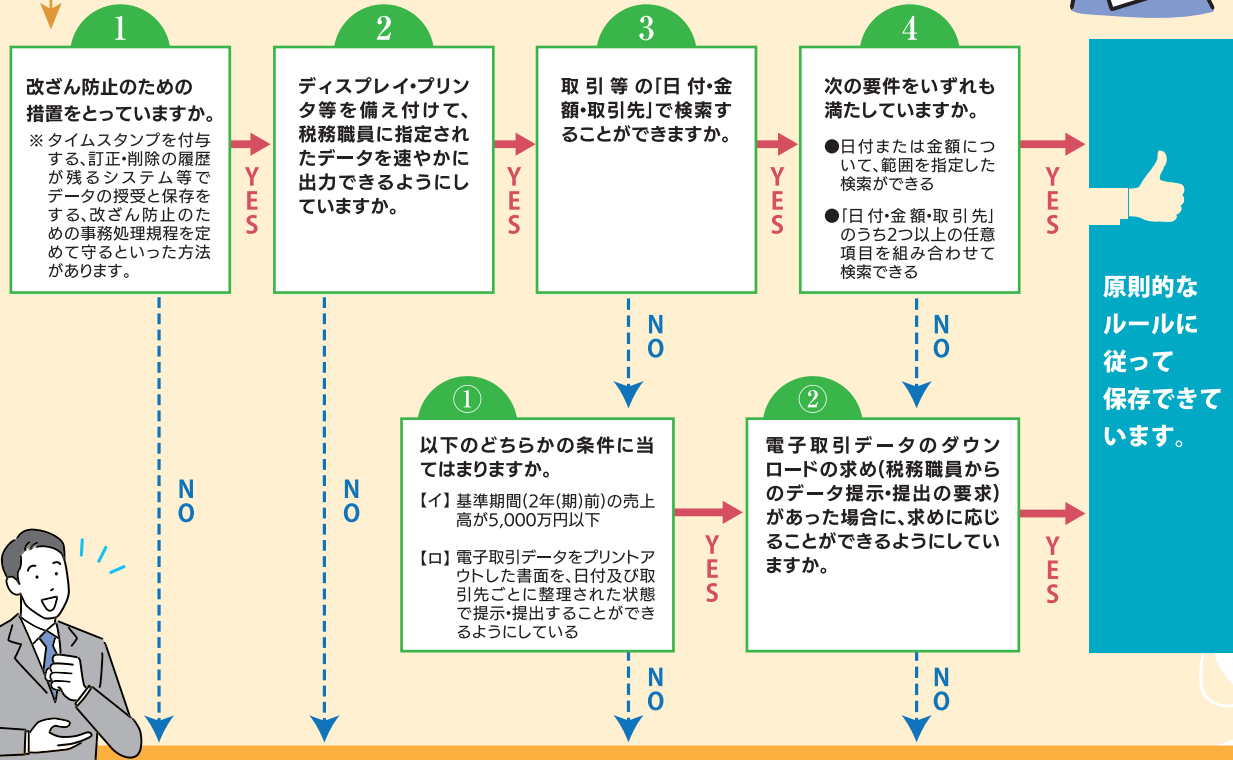 1
改ざん防止のための
措置をとっていますか。
※タイムスタンプを付与
する、訂正・削除の履歴
が残るシステム等で
データの授受と保存を
する、改ざん防止のた
めの事務処理規程を定
めて守るといった方法
があります。
YES
NO
2
ディスプレイ・プリン
タ等を備え付けて、
税務職員に指定され
たデータを速やかに
出力できるようにし
ていますか。
YES
NO
3
取引等の「日付・金
額・取引先」で検索す
ることができますか。
YES
NO
4
次の要件をいずれも
満たしていますか。
●日付または金額につ
いて、範囲を指定した
検索ができる
●「日付・金額・取引先」
のうち2つ以上の任意
項目を組み合わせて
検索できる
YES
NO
①
以下のどちらかの条件に当
てはまりますか。
【イ】基準期間(2年(期)前)の売上
高が5,000万円以下
【ロ】電子取引データをプリントア
ウトした書面を、日付及び取
引先ごとに整理された状態
で提示・提出することができ
るようにしている
YES
NO
②
電子取引データのダウン
ロードの求め(税務職員から
のデータ提示・提出の要求)
があった場合に、求めに応じ
ることができるようにしてい
ますか。
YES
NO
原則的な
ルールに
従って
保存できて
います。